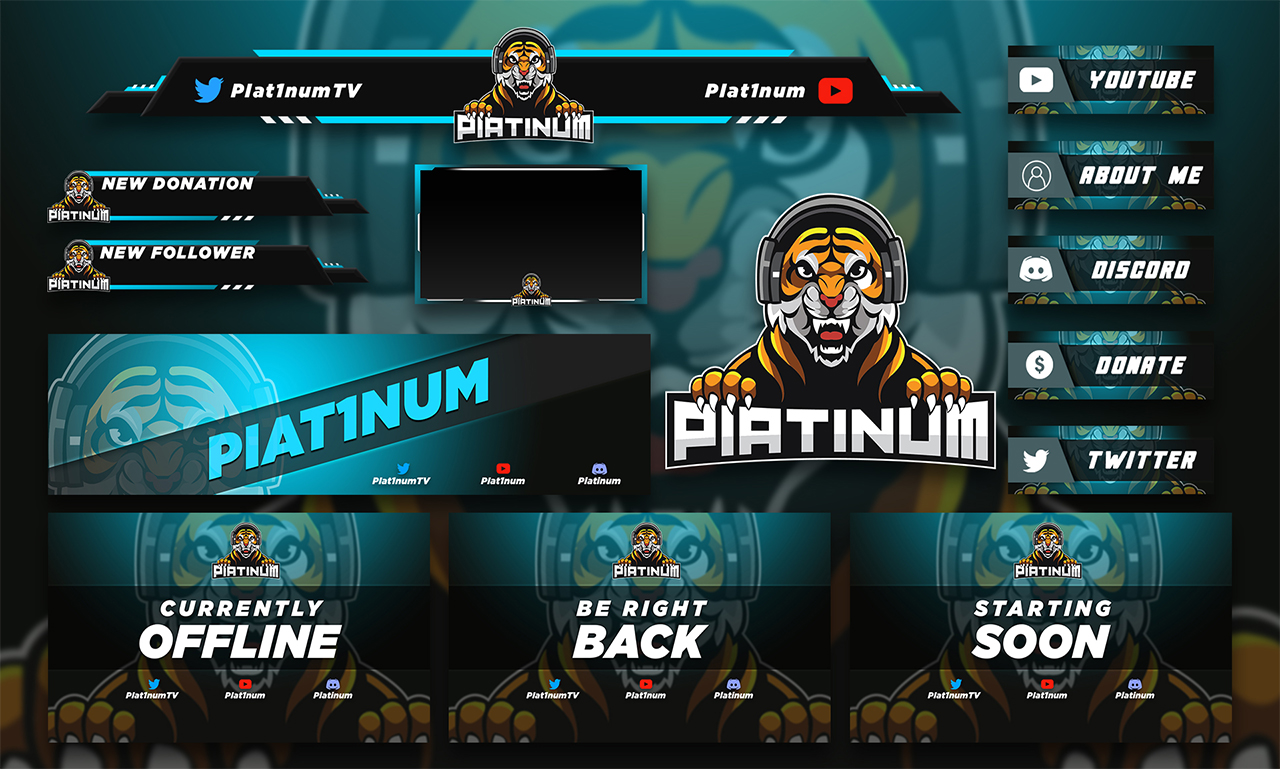 Plat1numTV
Plat1num
PlATINUM
YOUTUBE
ABOUT ME
DISCORD
DONATE
TWITTER
NEW DONATION
PlATINUM
NEW FOLLOWER
PlATINUM
PlATINUM
PlATINUM
PlAT1NUM
Plat1numTV
Plat1num
Platinum
PlATINUM
CURRENTLY
OFFLINE
Plat1numTV
Plat1num
Platinum
PlATINUM
BE RIGHT
BACK
Plat1numTV
Plat1num
Platinum
PlATINUM
STARTING
SOON
Plat1numTV
Plat1num
Platinum